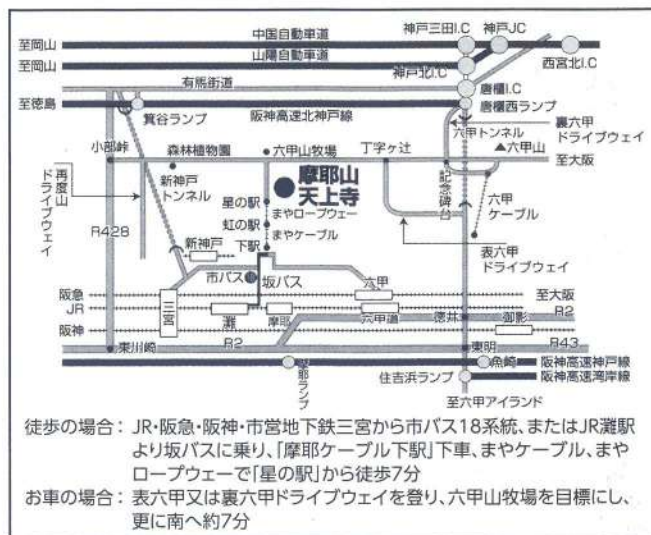 神戸三田I.C
神戸JC
至岡山
中国自動車道
至岡山
山陽自動車道
神戸北I.C
西宮北I.C
有馬街道
唐櫃I.C
至徳島
阪神高速北神戸線
唐櫃西ランプ
箕谷ランプ
六甲トンネル
裏六甲
ドライブウェイ
小部峠
森林植物園
六甲山牧場
丁字ヶ辻
六甲山
至大阪
再度山
ドライブウェイ
新神戸
トンネル
摩耶山
天上寺
記念碑台
六甲
ケーブル
星の駅
まやロープウェー
虹の駅
まやケーブル
R428
新神戸
下駅
表六甲
ドライブウェイ
市バス
坂バス
六甲
阪急
至大阪
JR
三宮
灘
摩耶
六甲道
徳井
御影
R2
阪神
東川崎
R2
東明
R43
摩耶ランプ
魚崎
阪神高速神戸線
住吉浜ランプ
阪神高速湾岸線
至六甲アイランド
徒歩の場合：JR・阪急・阪神・市営地下鉄三宮から市バス18系統、またはJR灘駅
より坂バスに乗り、「摩耶ケーブル下駅」下車、まやケーブル、まや
ロープウェーで「星の駅」から徒歩7分
お車の場合：表六甲又は裏六甲ドライブウェイを登り、六甲山牧場を目標にし、
更に南へ約7分